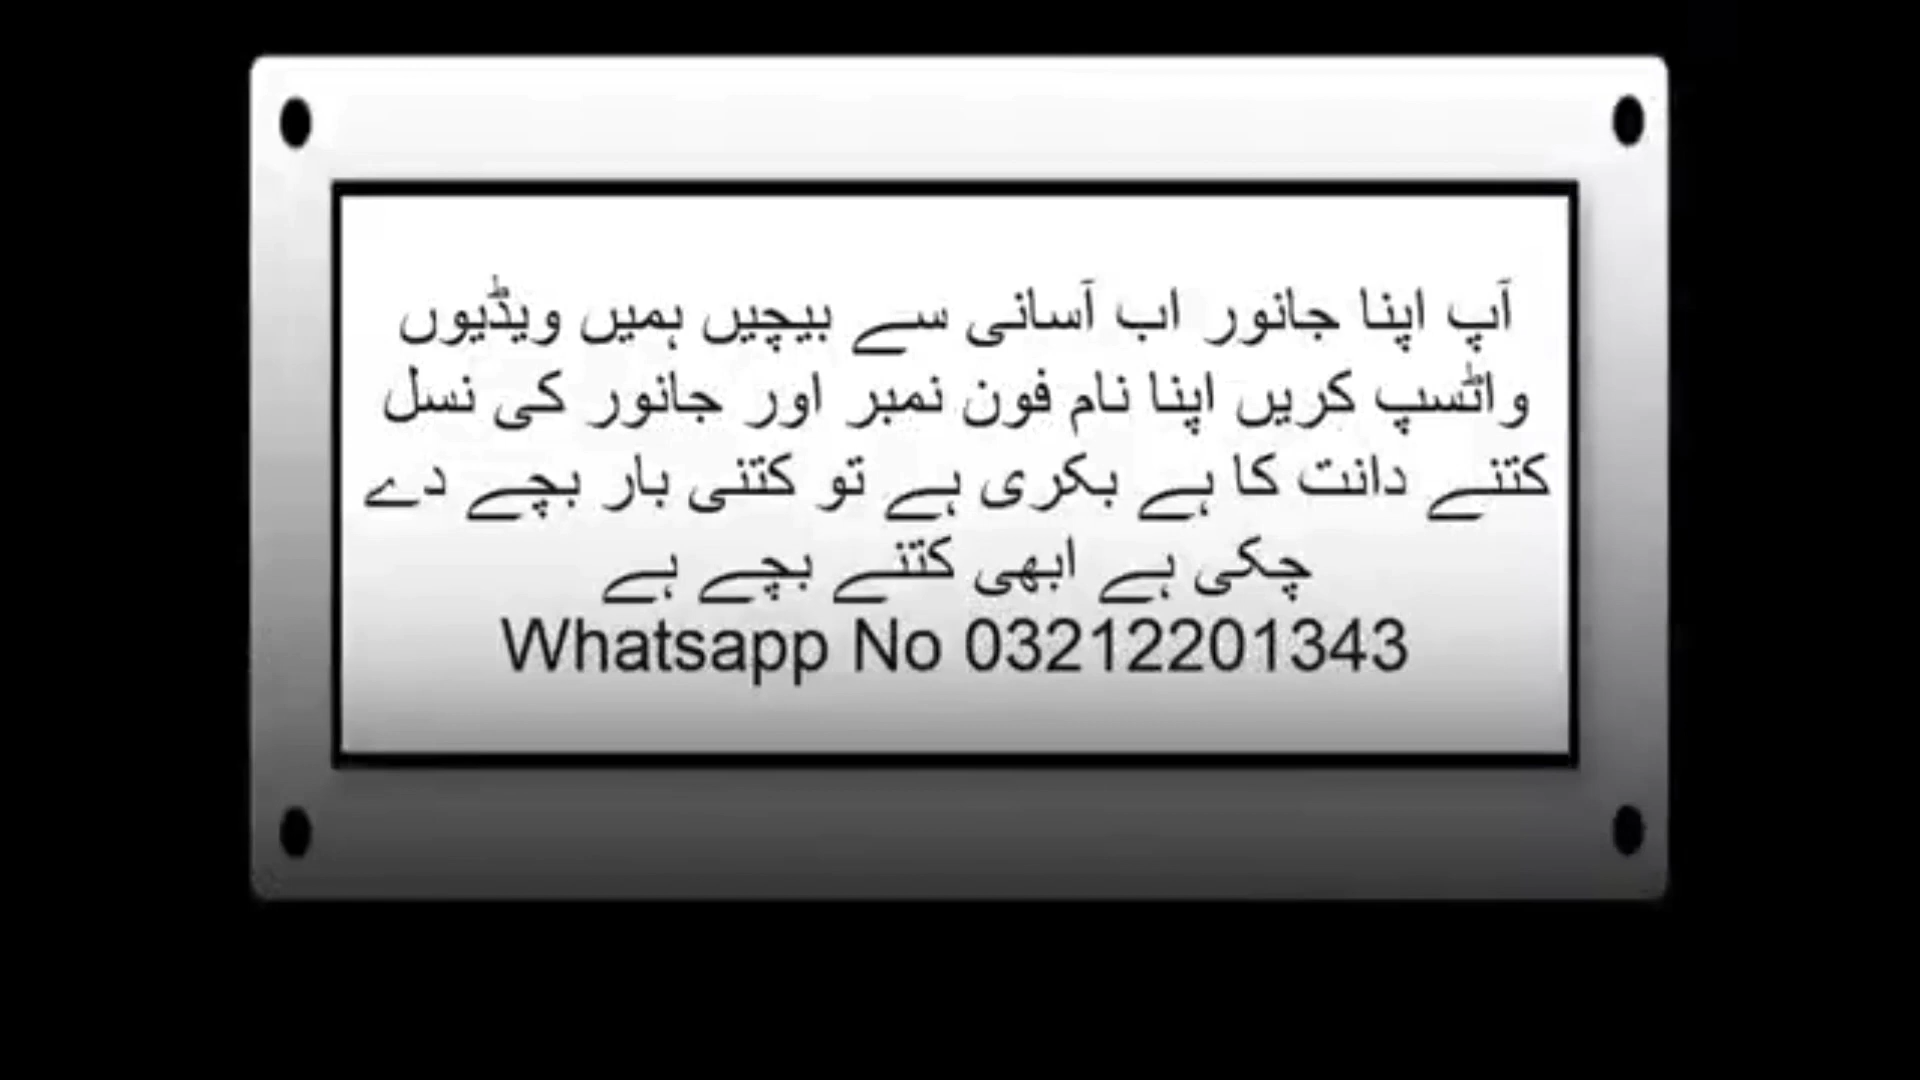 آپ اپنا جانور اب آسانی سے بیچیں ہمیں ویڈیوں
واٹسپ کریں اپنا نام فون نمبر اور جانور کی نسل
کتنے دانت کا ہے بکری ہے تو کتنی بار بچے دے
چکی ہے ابھی کتنے بچے ہے
Whatsapp No 03212201343